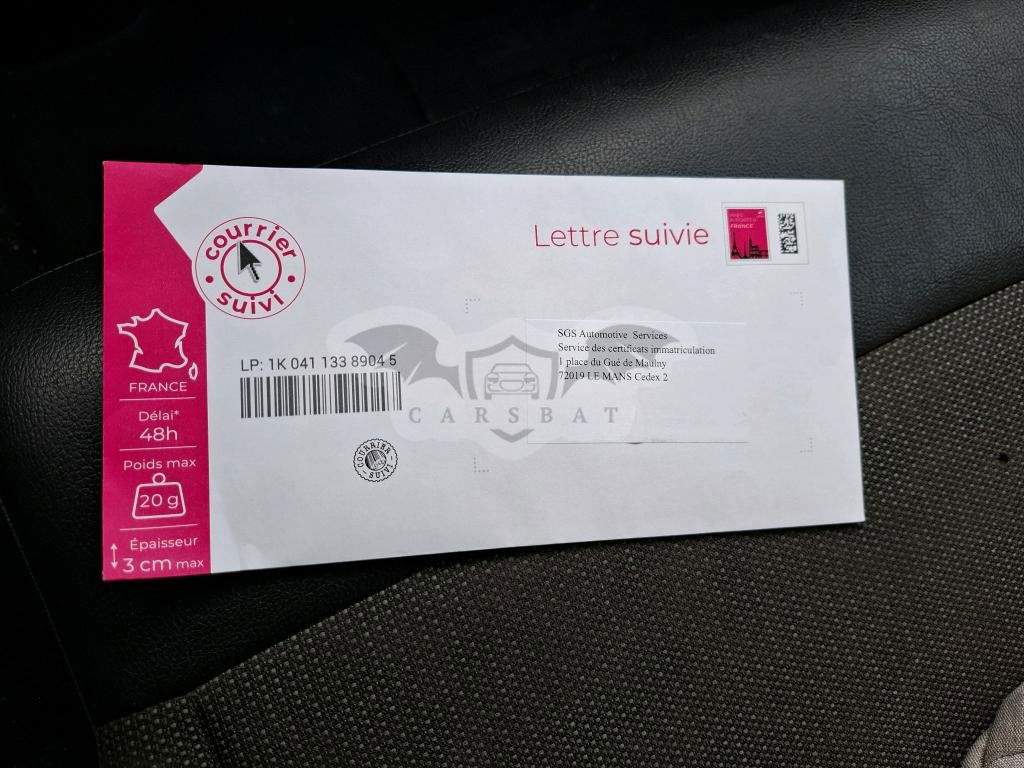 courrier
suivi
Lettre suivie
FRANCE
SGS Automotive Services
Service des certificats immatriculation
1 place du Gué de Maulny
72019 LE MANS Cedex 2
LP: 1K 041 133 8904 5
CARSBAT
COURRIER
SUIVI
FRANCE
Délai*
48h
Poids max
20 g
Épaisseur
3 cm max